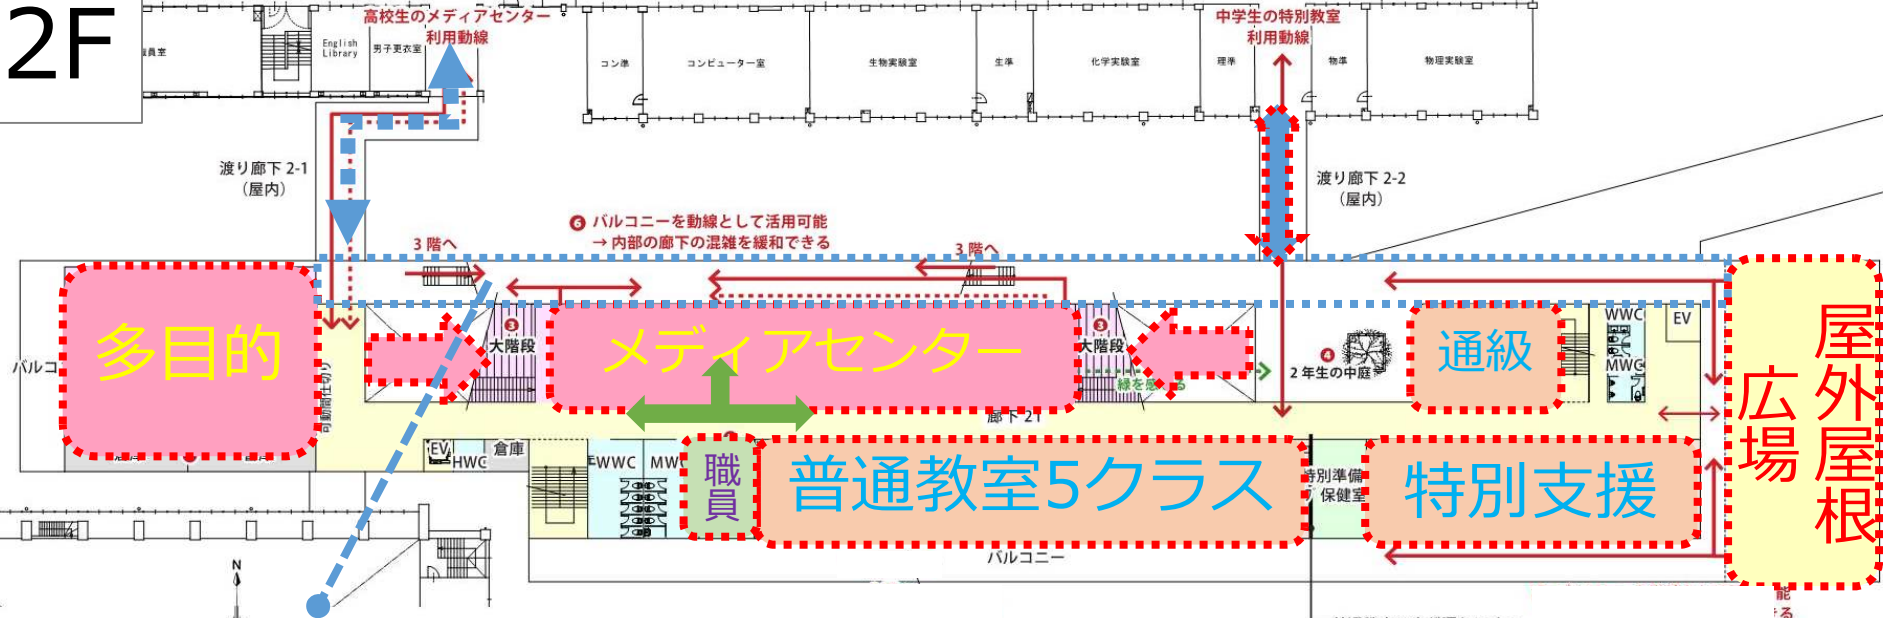 2F
高校生のメディアセンター
利用動線
中学生の特別教室
利用動線
English
Library
男子更衣室
コン準
コンピューター室
生物実験室
生準
化学実験室
理準
物準
物理実験室
渡り廊下 2-1
（屋内）
渡り廊下 2-2
（屋内）
❻ バルコニーを動線として活用可能
→ 内部の廊下の混雑を緩和できる
3 階へ
3 階へ
多目的
可動間仕切り
❸
大階段
メディアセンター
❸
大階段
❹
2 年生の中庭
通級
WWC
MWC
EV
屋外屋根
広場
バルコ
廊下 21
EV
HWC
倉庫
WWC
職員
普通教室5クラス
特別準備
保健室
特別支援
バルコニー
N